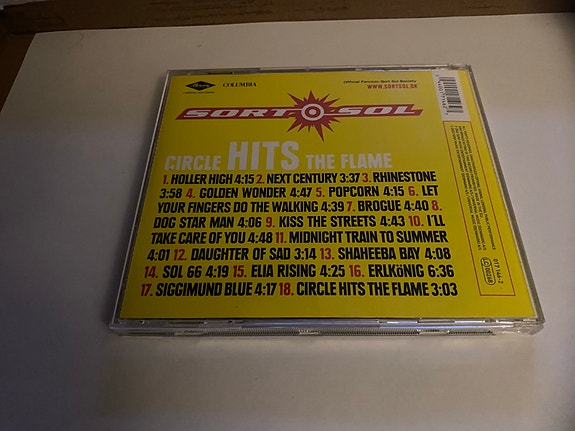 COLUMBIA
Official Fanclub: Sort Sol Society
WWW.SORTSOL.DK
SORT SOL
CIRCLE HITS THE FLAME
1. HOLLER HIGH 4:15 2. NEXT CENTURY 3:37 3. RHINESTONE
3:58 4. GOLDEN WONDER 4:47 5. POPCORN 4:15 6. LET
YOUR FINGERS DO THE WALKING 4:39 7. BROGUE 4:40 8.
DOG STAR MAN 4:06 9. KISS THE STREETS 4:43 10. I'LL
TAKE CARE OF YOU 4:48 11. MIDNIGHT TRAIN TO SUMMER
4:01 12. DAUGHTER OF SAD 3:14 13. SHAHEEBA BAY 4:08
14. SOL 66 4:19 15. ELIA RISING 4:25 16. ERLKöNIG 6:36
17. SIGGIMUND BLUE 4:17 18. CIRCLE HITS THE FLAME 3:03
017 146-2